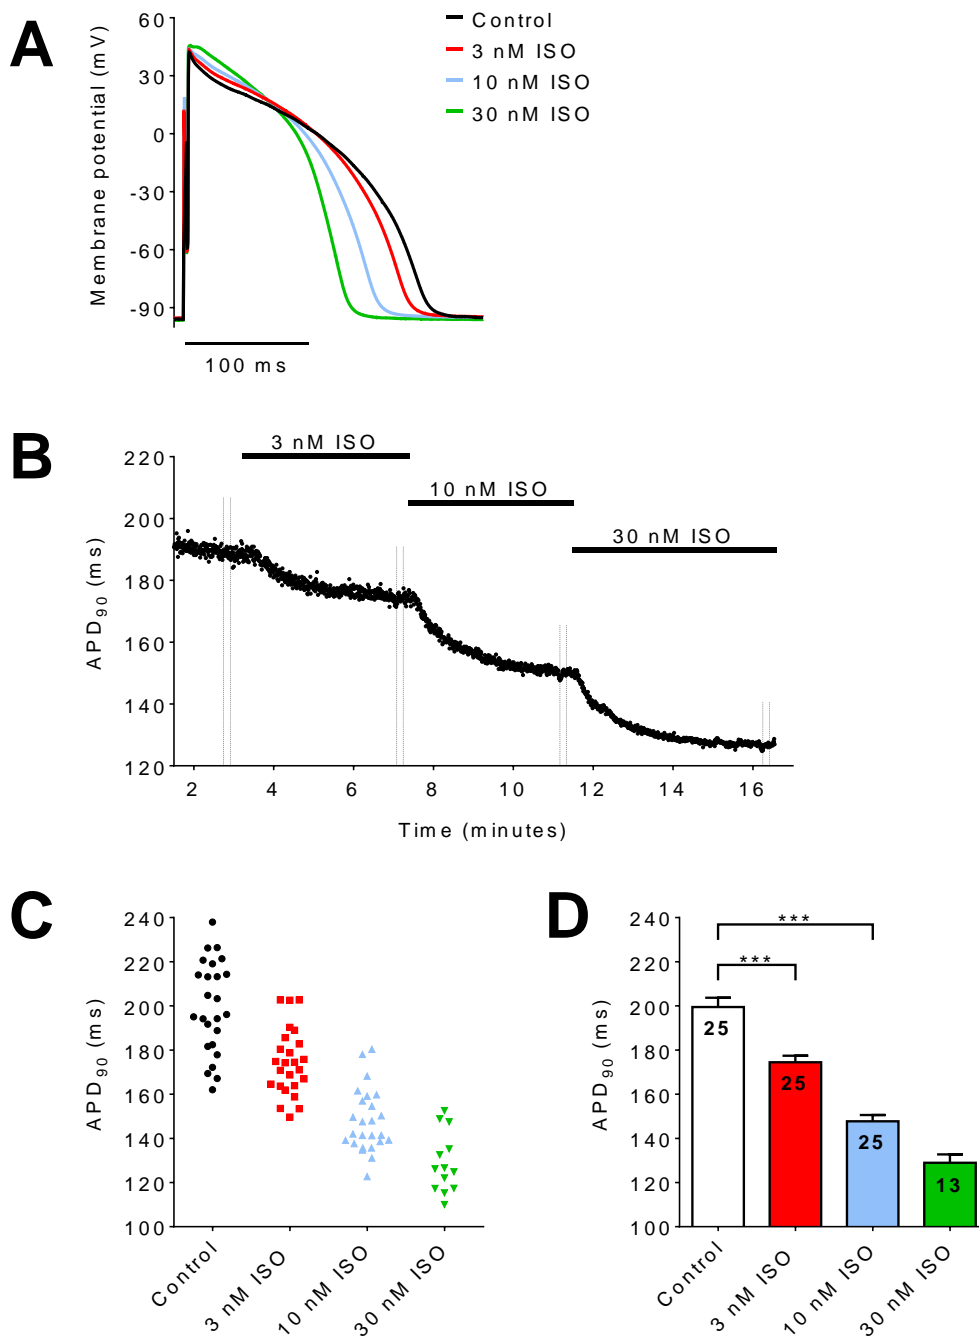 A
Membrane potential (mV)
60
30
0
-30
-60
-90
Control
3 nM ISO
10 nM ISO
30 nM ISO
100 ms
B
APD90 (ms)
220
200
180
160
140
120
3 nM ISO
10 nM ISO
30 nM ISO
2 4 6 8 10 12 14 16
Time (minutes)
C
APD90 (ms)
240
220
200
180
160
140
120
100
Control
3 nM ISO
10 nM ISO
30 nM ISO
D
APD90 (ms)
240
220
200
180
160
140
120
100
***
***
25
25
25
13
Control
3 nM ISO
10 nM ISO
30 nM ISO